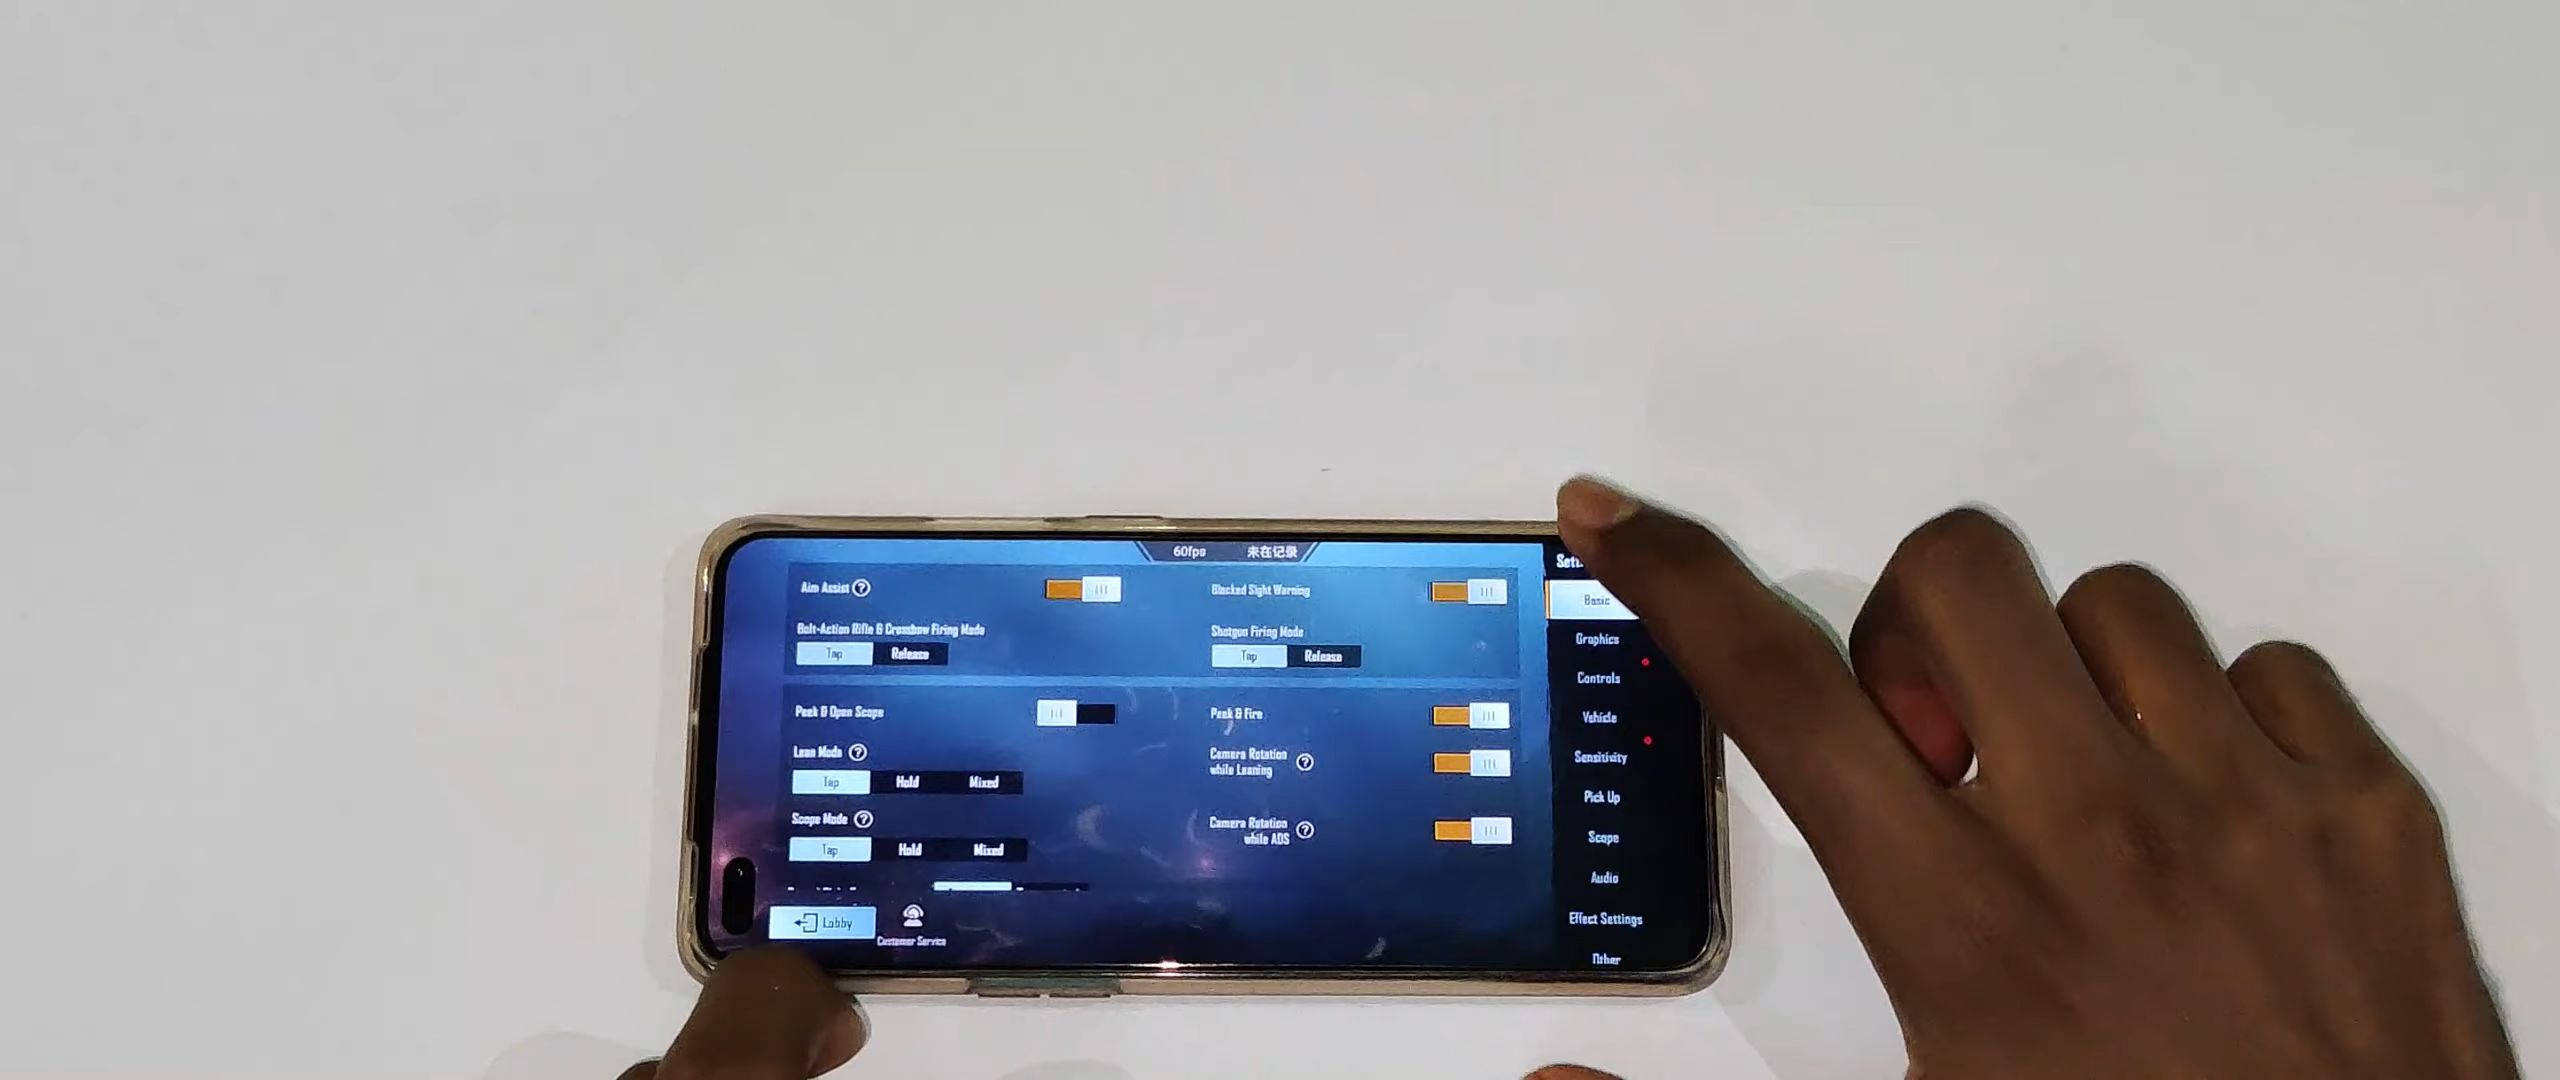 60fps 未在记录
Aim Assist ?
Blocked Sight Warning
Bolt-Action Rifle & Crossbow Firing Mode
Tap Release
Shotgun Firing Mode
Tap Release
Peek & Open Scope
Peek & Fire
Lean Mode ?
Tap Hold Mixed
Camera Rotation
while Leaning ?
Scope Mode ?
Tap Hold Mixed
Camera Rotation
while ADS ?
Lobby
Customer Service
Basic
Graphics
Controls
Vehicle
Sensitivity
Pick Up
Scope
Audio
Effect Settings
Other